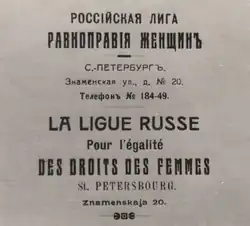 РОССІЙСКАЯ ЛИГА
РАВНОПРАВІЯ ЖЕНЩИНЪ
С.-ПЕТЕРБУРГЪ,
Знаменская ул., д. № 20.
Телефонъ № 184-49.
LA LIGUE RUSSE
Pour l'égalité
DES DROITS DES FEMMES
St. PETERSBOURG.
Znamenskaja 20.